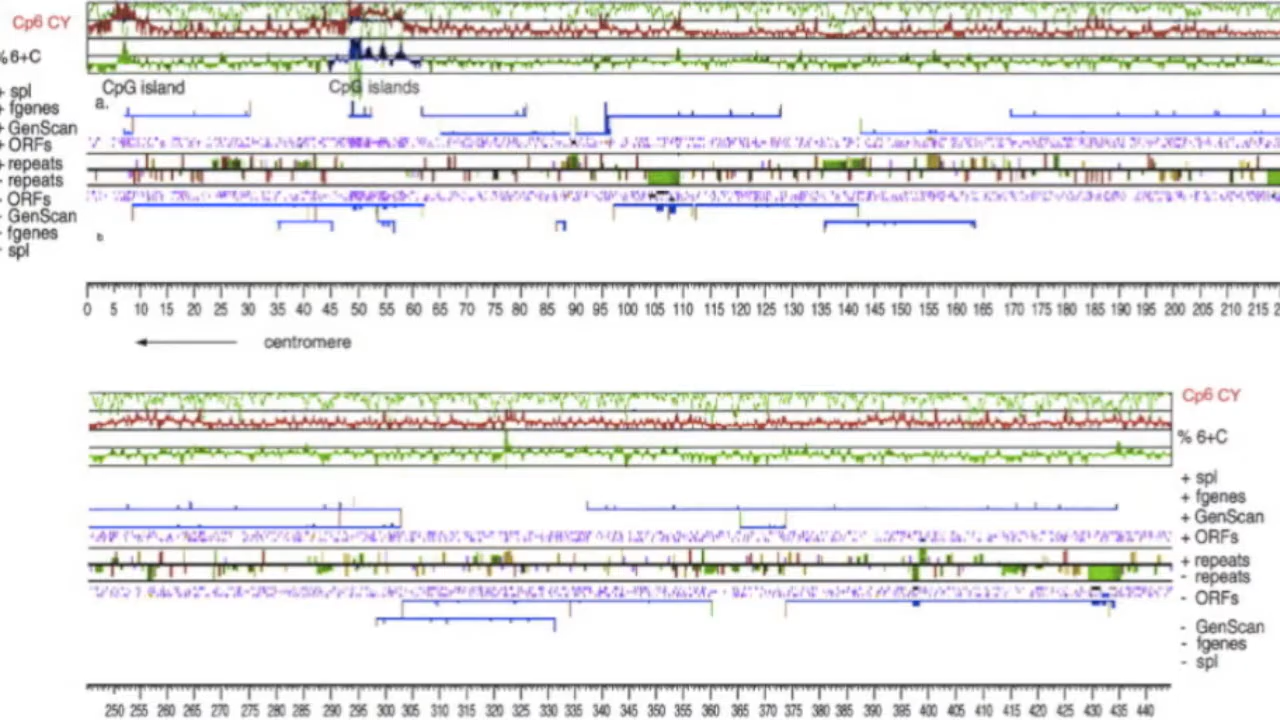 Cp6 CY
% 6+C
CpG island CpG islands
+ spl
a.
+ fgenes
+ GenScan
+ ORFs
+ repeats
- repeats
- ORFs
- GenScan
- fgenes
b
- spl
0 5 10 15 20 25 30 35 40 45 50 55 60 65 70 75 80 85 90 95 100 105 110 115 120 125 130 135 140 145 150 155 160 165 170 175 180 185 190 195 200 205 210 215 2
centromere
Cp6 CY
% 6+C
+ spl
+ fgenes
+ GenScan
+ ORFs
+ repeats
- repeats
- ORFs
- GenScan
- fgenes
- spl
250 255 260 265 270 275 280 285 290 295 300 305 310 315 320 325 330 335 340 345 350 355 360 365 370 375 380 385 390 395 400 405 410 415 420 425 430 435 440